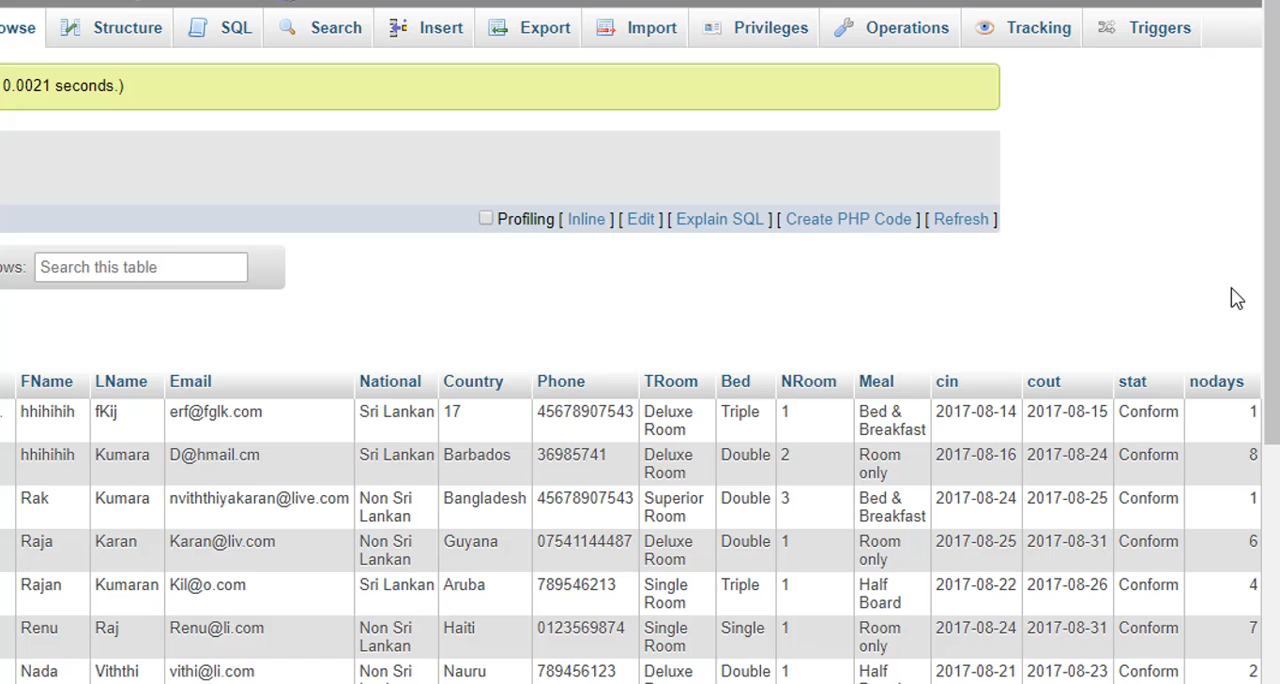 owse Structure SQL Search Insert Export Import Privileges Operations Tracking Triggers
0.0021 seconds.)
Profiling [ Inline ] [ Edit ] [ Explain SQL ] [ Create PHP Code ] [ Refresh ]
ows: Search this table
FName LName Email National Country Phone TRoom Bed NRoom Meal cin cout stat nodays
hhihihih fKij erf@fglk.com Sri Lankan 17 45678907543 Deluxe Triple 1 Bed & 2017-08-14 2017-08-15 Conform 1
Room Breakfast
hhihihih Kumara D@hmail.cm Sri Lankan Barbados 36985741 Deluxe Double 2 Room 2017-08-16 2017-08-24 Conform 8
Room only
Rak Kumara nviththiyakaran@live.com Non Sri Bangladesh 45678907543 Superior Double 3 Bed & 2017-08-24 2017-08-25 Conform 1
Lankan Room Breakfast
Raja Karan Karan@liv.com Non Sri Guyana 07541144487 Deluxe Double 1 Room 2017-08-25 2017-08-31 Conform 6
Lankan Room only
Rajan Kumaran Kil@o.com Sri Lankan Aruba 789546213 Single Triple 1 Half 2017-08-22 2017-08-26 Conform 4
Room Board
Renu Raj Renu@li.com Non Sri Haiti 0123569874 Single Single 1 Room 2017-08-24 2017-08-31 Conform 7
Lankan Room only
Nada Viththi vithi@li.com Non Sri Nauru 789456123 Deluxe Double 1 Half 2017-08-21 2017-08-23 Conform 2